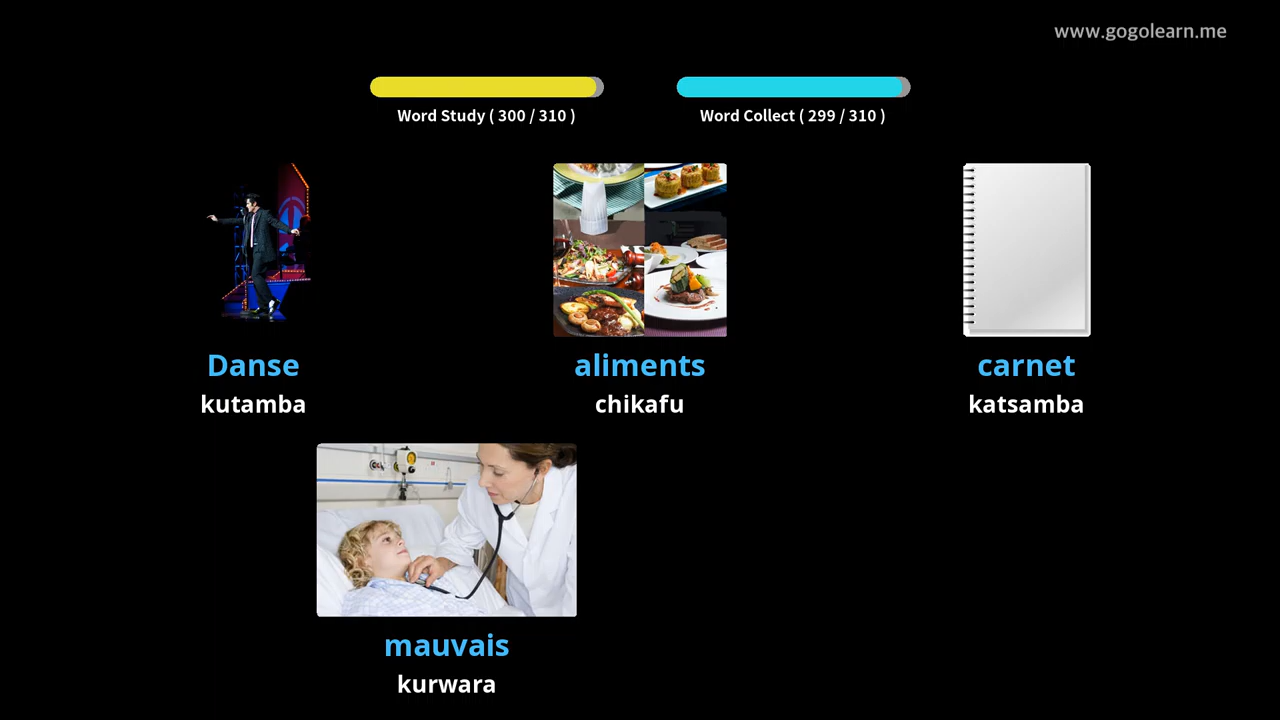 www.gogolearn.me
Word Study ( 300 / 310 )
Word Collect ( 299 / 310 )
Danse
kutamba
aliments
chikafu
carnet
katsamba
mauvais
kurwara